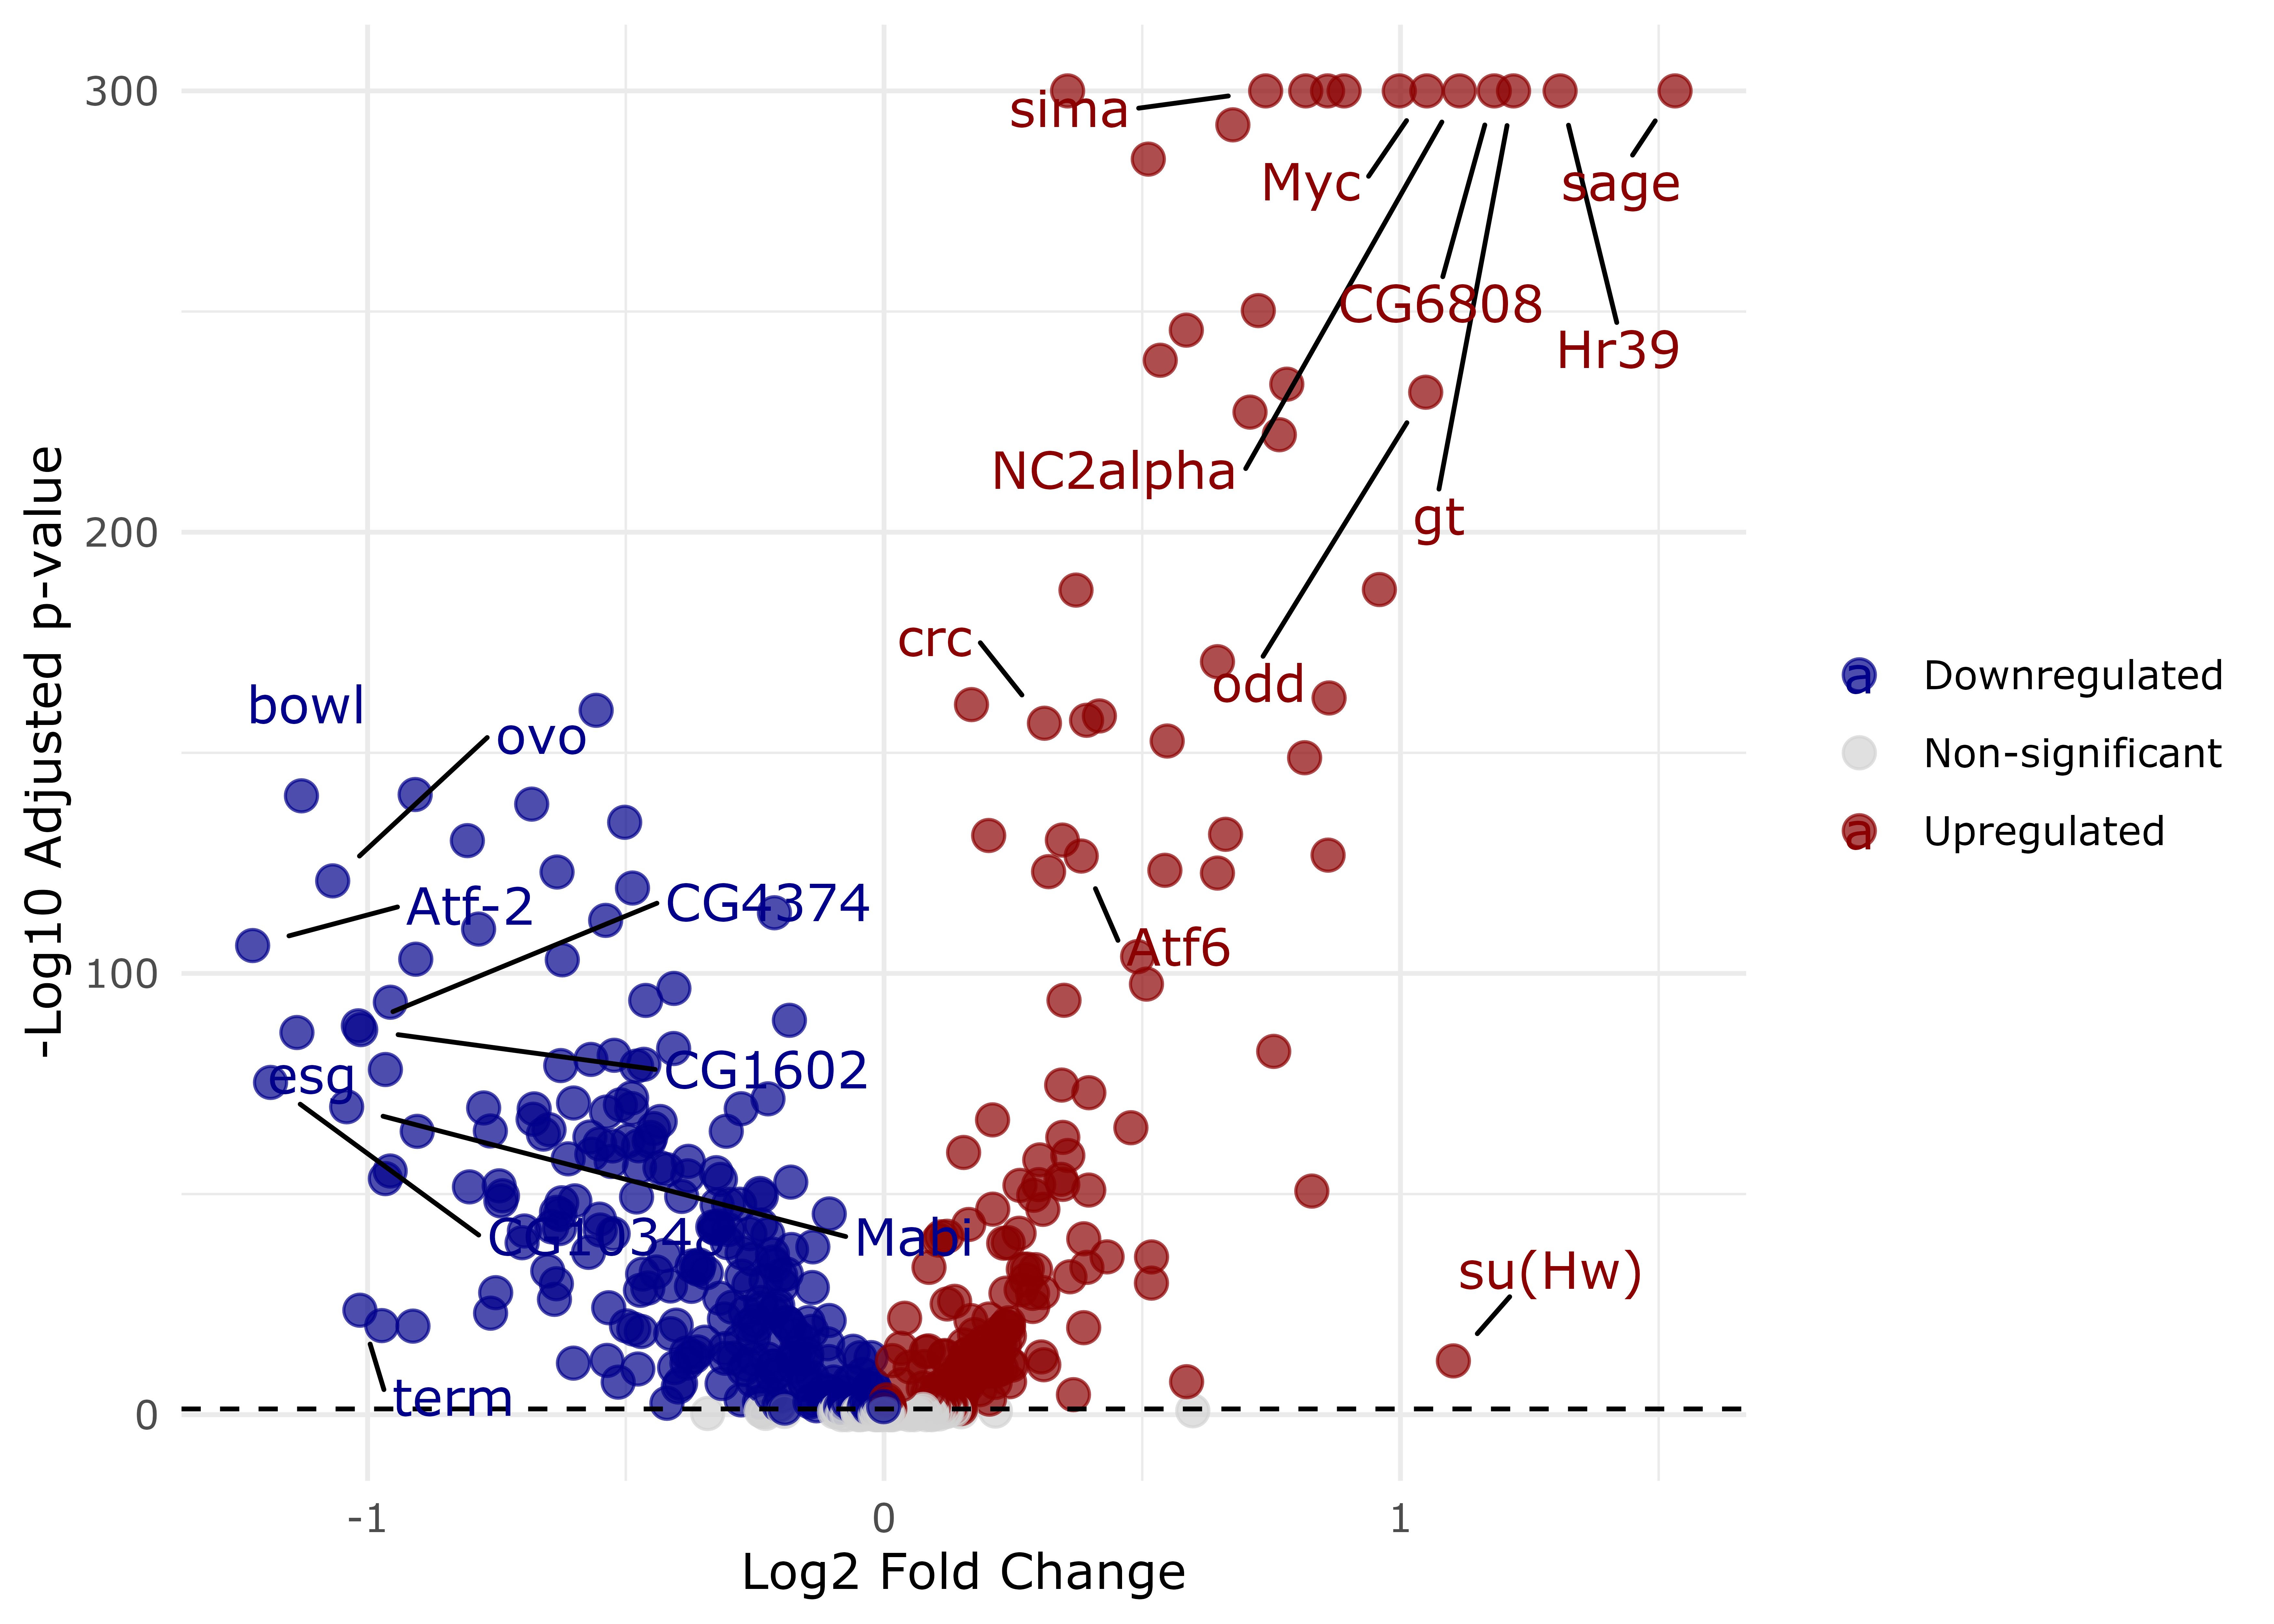 300
200
100
0
-1
0
1
-Log10 Adjusted p-value
Log2 Fold Change
sima
Myc
sage
CG6808
Hr39
NC2alpha
gt
crc
odd
bowl
ovo
Atf-2
CG4374
Atf6
esg
CG1602
Mabi
su(Hw)
term
a Downregulated
Non-significant
a Upregulated